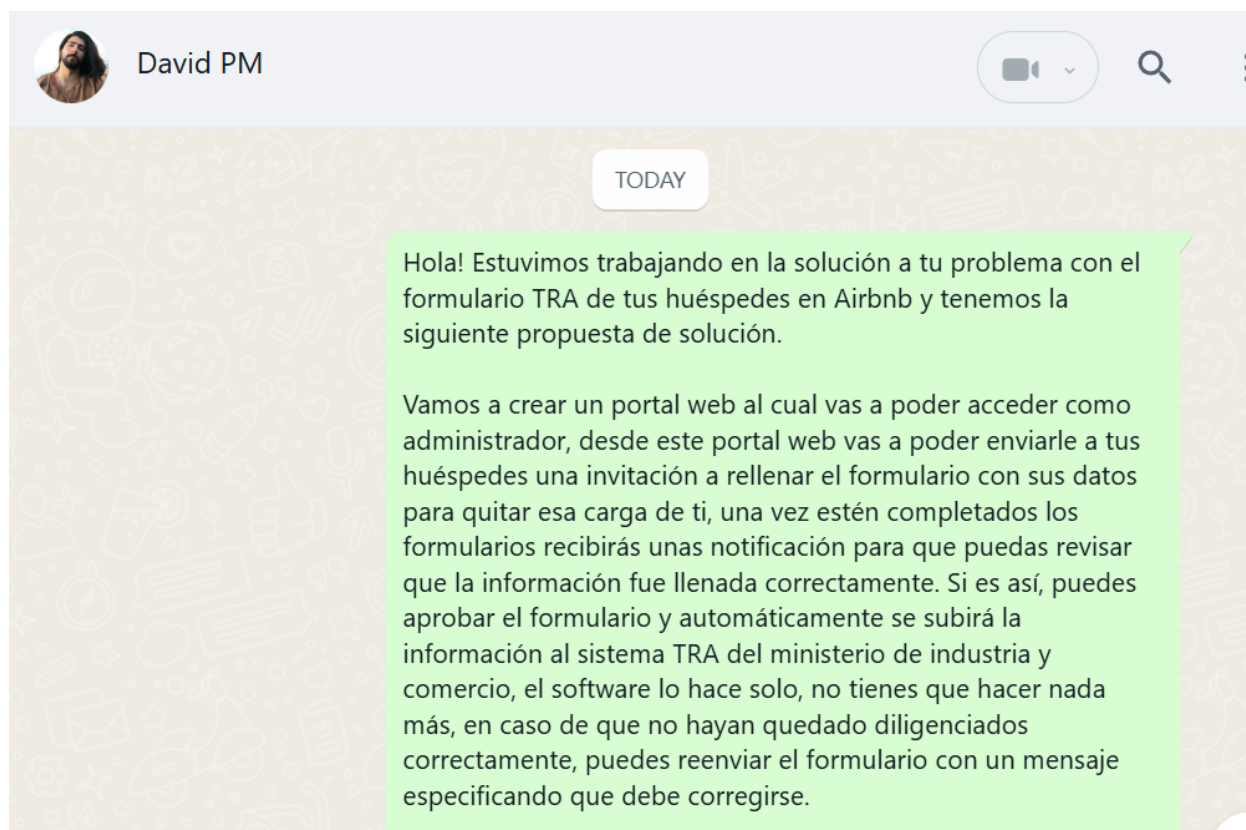 David PM
TODAY
Hola! Estuvimos trabajando en la solución a tu problema con el
formulario TRA de tus huéspedes en Airbnb y tenemos la
siguiente propuesta de solución.
Vamos a crear un portal web al cual vas a poder acceder como
administrador, desde este portal web vas a poder enviarle a tus
huéspedes una invitación a rellenar el formulario con sus datos
para quitar esa carga de ti, una vez estén completados los
formularios recibirás unas notificación para que puedas revisar
que la información fue llenada correctamente. Si es así, puedes
aprobar el formulario y automáticamente se subirá la
información al sistema TRA del ministerio de industria y
comercio, el software lo hace solo, no tienes que hacer nada
más, en caso de que no hayan quedado diligenciados
correctamente, puedes reenviar el formulario con un mensaje
especificando que debe corregirse.